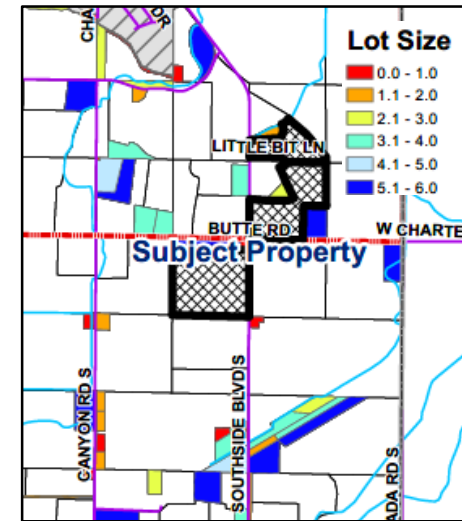 CHA
DR
Lot Size
0.0 - 1.0
1.1 - 2.0
2.1 - 3.0
3.1 - 4.0
4.1 - 5.0
5.1 - 6.0
LITTLE BIT LN
BUTTE RD
W CHARTE
Subject Property
CANYON RD S
SOUTHSIDE BLVD S
ADA RD S